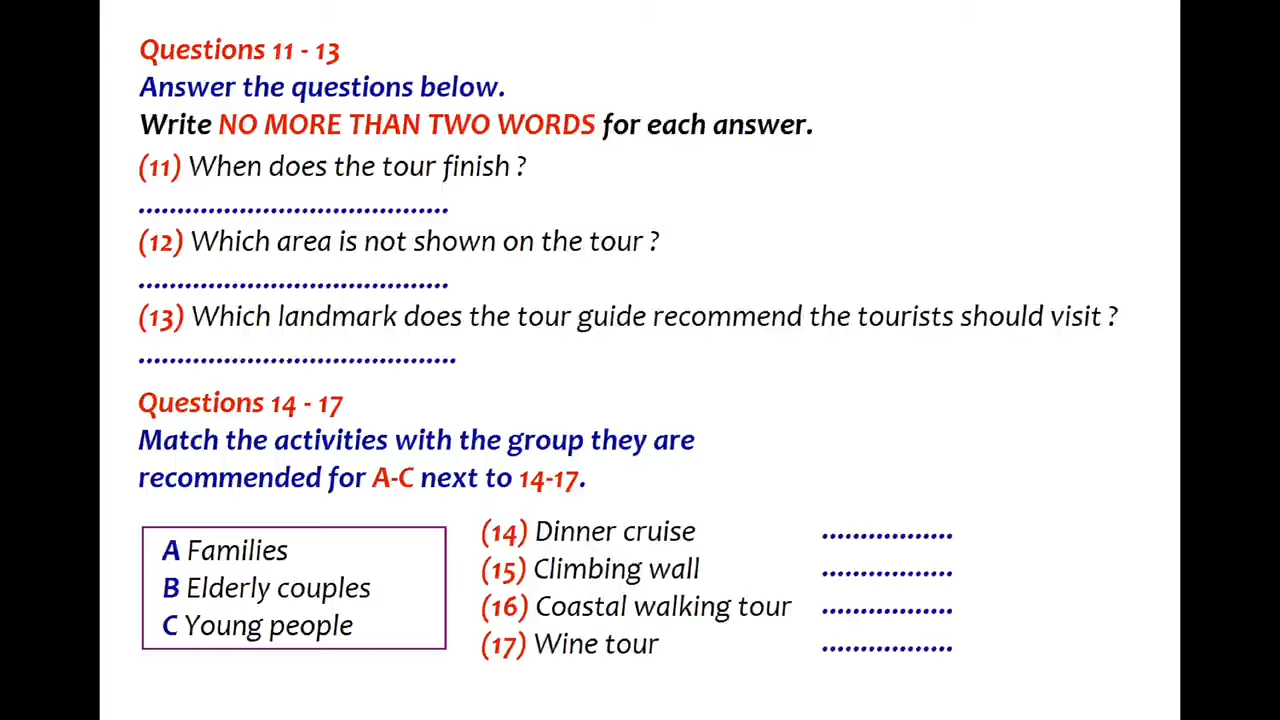 Questions 11 - 13
Answer the questions below.
Write NO MORE THAN TWO WORDS for each answer.
(11) When does the tour finish ?
........................................
(12) Which area is not shown on the tour ?
........................................
(13) Which landmark does the tour guide recommend the tourists should visit ?
.........................................
Questions 14 - 17
Match the activities with the group they are
recommended for A-C next to 14-17.
A Families
B Elderly couples
C Young people
(14) Dinner cruise .................
(15) Climbing wall .................
(16) Coastal walking tour .................
(17) Wine tour .................